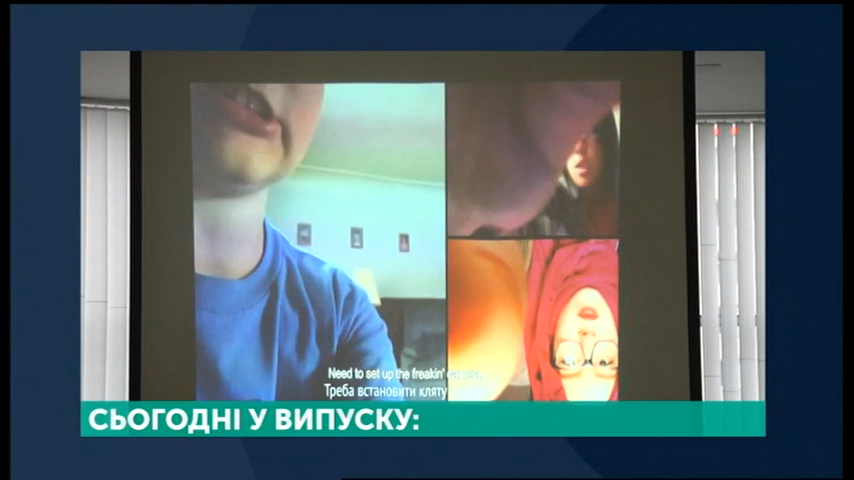 Need to set up the freakin'
Треба встановити кляту
СЬОГОДНІ У ВИПУСКУ: